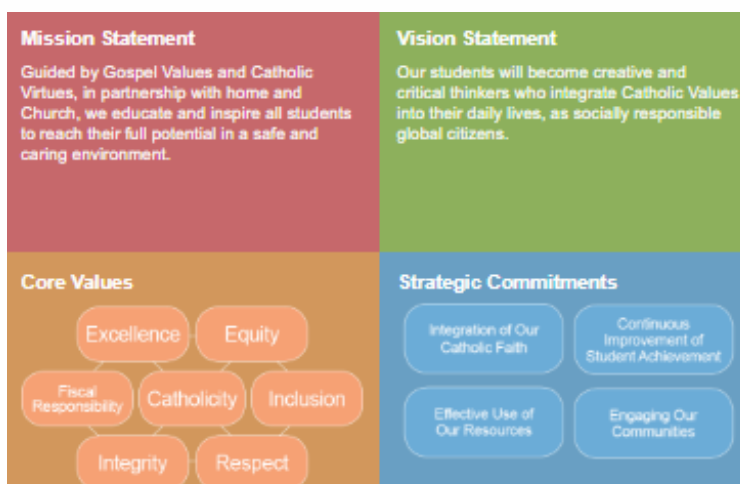 Mission Statement
Guided by Gospel Values and Catholic
Virtues, in partnership with home and
Church, we educate and inspire all students
to reach their full potential in a safe and
caring environment.
Vision Statement
Our students will become creative and
critical thinkers who integrate Catholic Values
into their daily lives, as socially responsible
global citizens.
Core Values
Excellence
Equity
Fiscal
Responsibility
Catholicity
Inclusion
Integrity
Respect
Strategic Commitments
Integration of Our
Catholic Faith
Continuous
Improvement of
Student Achievement
Effective Use of
Our Resources
Engaging Our
Communities